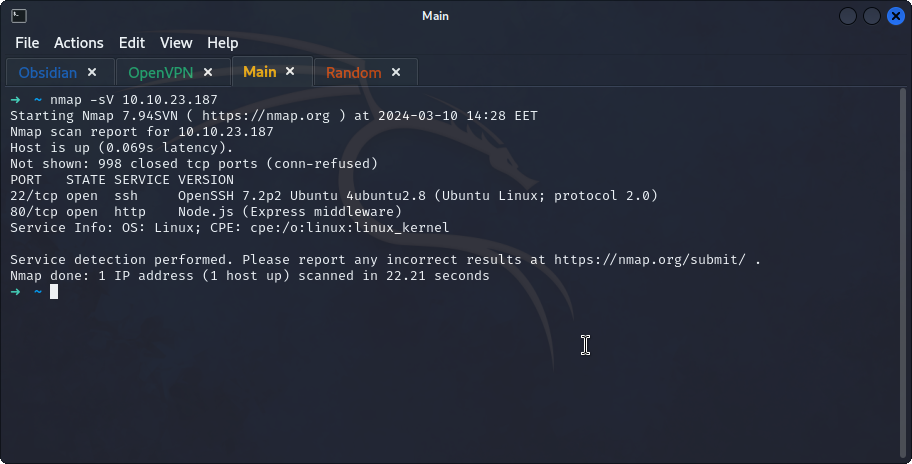 Main
File Actions Edit View Help
Obsidian × OpenVPN × Main × Random ×
→ ~ nmap -sV 10.10.23.187
Starting Nmap 7.94SVN ( https://nmap.org ) at 2024-03-10 14:28 EET
Nmap scan report for 10.10.23.187
Host is up (0.069s latency).
Not shown: 998 closed tcp ports (conn-refused)
PORT   STATE SERVICE VERSION
22/tcp open  ssh     OpenSSH 7.2p2 Ubuntu 4ubuntu2.8 (Ubuntu Linux; protocol 2.0)
80/tcp open  http    Node.js (Express middleware)
Service Info: OS: Linux; CPE: cpe:/o:linux:linux_kernel
Service detection performed. Please report any incorrect results at https://nmap.org/submit/ .
Nmap done: 1 IP address (1 host up) scanned in 22.21 seconds
→ ~